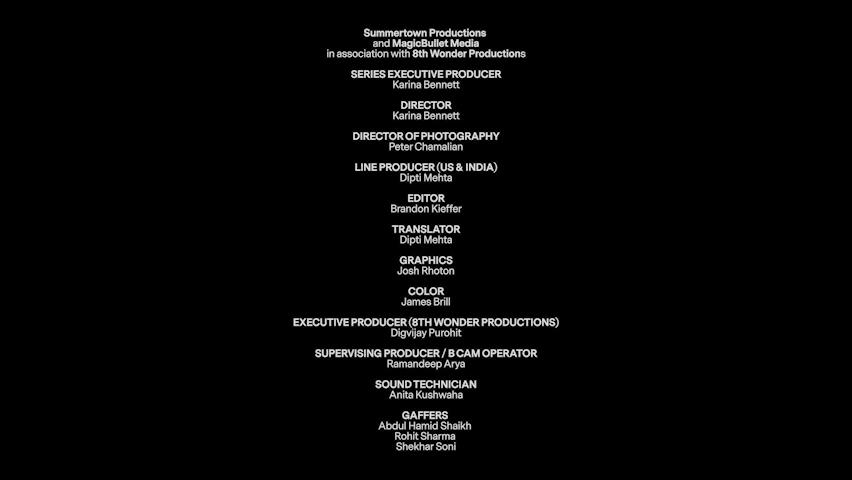 Summertown Productions
and MagicBullet Media
in association with 8th Wonder Productions
SERIES EXECUTIVE PRODUCER
Karina Bennett
DIRECTOR
Karina Bennett
DIRECTOR OF PHOTOGRAPHY
Peter Chamalian
LINE PRODUCER (US & INDIA)
Dipti Mehta
EDITOR
Brandon Kieffer
TRANSLATOR
Dipti Mehta
GRAPHICS
Josh Rhoton
COLOR
James Brill
EXECUTIVE PRODUCER (8TH WONDER PRODUCTIONS)
Digvijay Purohit
SUPERVISING PRODUCER / B CAM OPERATOR
Ramandeep Arya
SOUND TECHNICIAN
Anita Kushwaha
GAFFERS
Abdul Hamid Shaikh
Rohit Sharma
Shekhar Soni